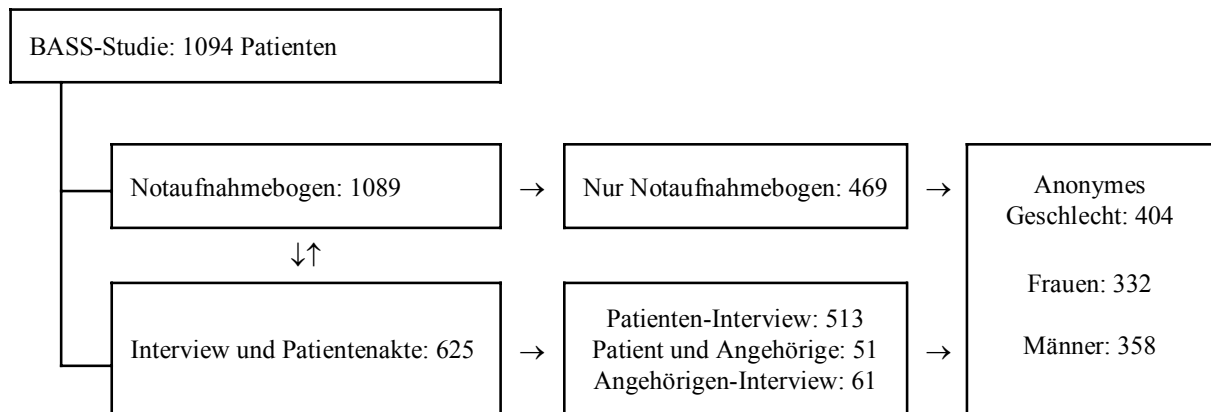 BASS-Studie: 1094 Patienten
Notaufnahmebogen: 1089
→
Nur Notaufnahmebogen: 469
→
Anonymes
Geschlecht: 404
Frauen: 332
Männer: 358
↓↑
Interview und Patientenakte: 625
→
Patienten-Interview: 513
Patient und Angehörige: 51
Angehörigen-Interview: 61
→